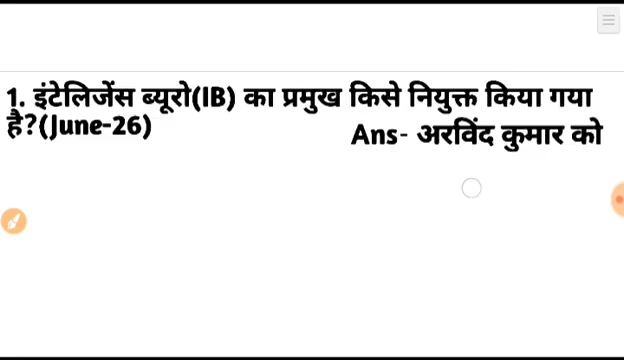 1. इंटेलिजेंस ब्यूरो(IB) का प्रमुख किसे नियुक्त किया गया
है?(June-26)
Ans- अरविंद कुमार को